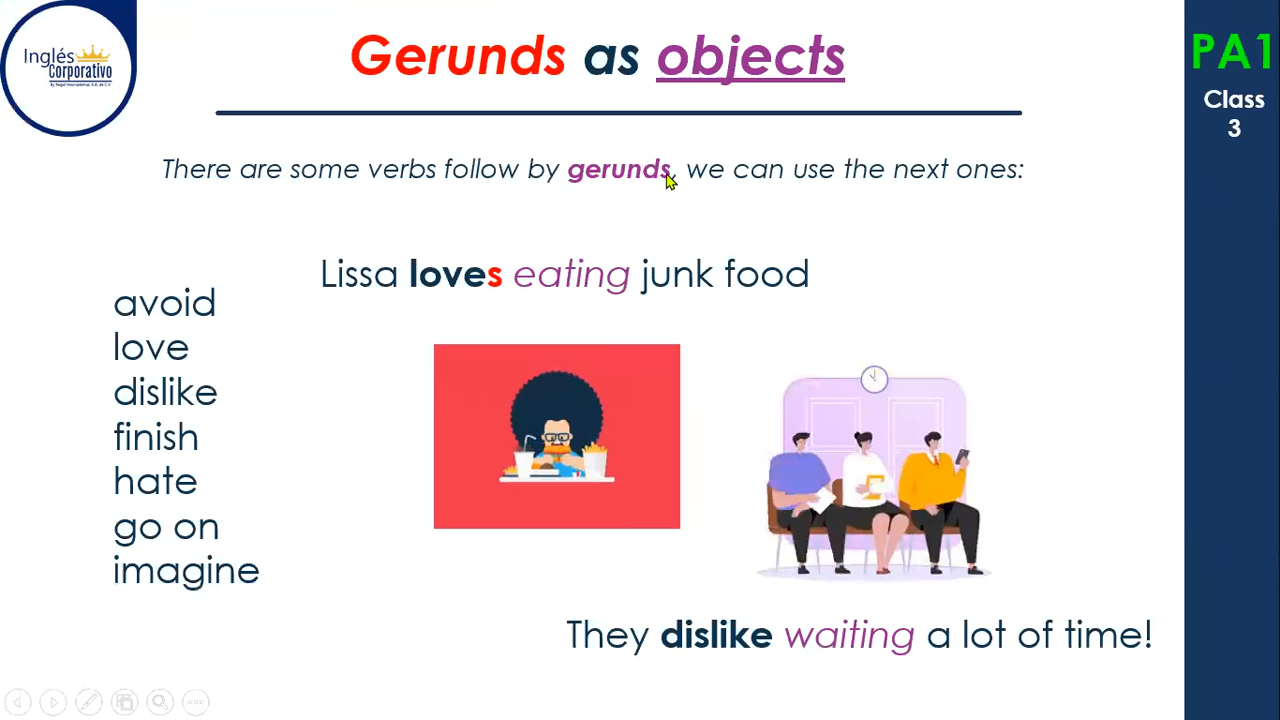 Inglés
Corporativo
Gerunds as objects
PA1
Class
3
There are some verbs follow by gerunds, we can use the next ones:
Lissa loves eating junk food
avoid
love
dislike
finish
hate
go on
imagine
They dislike waiting a lot of time!